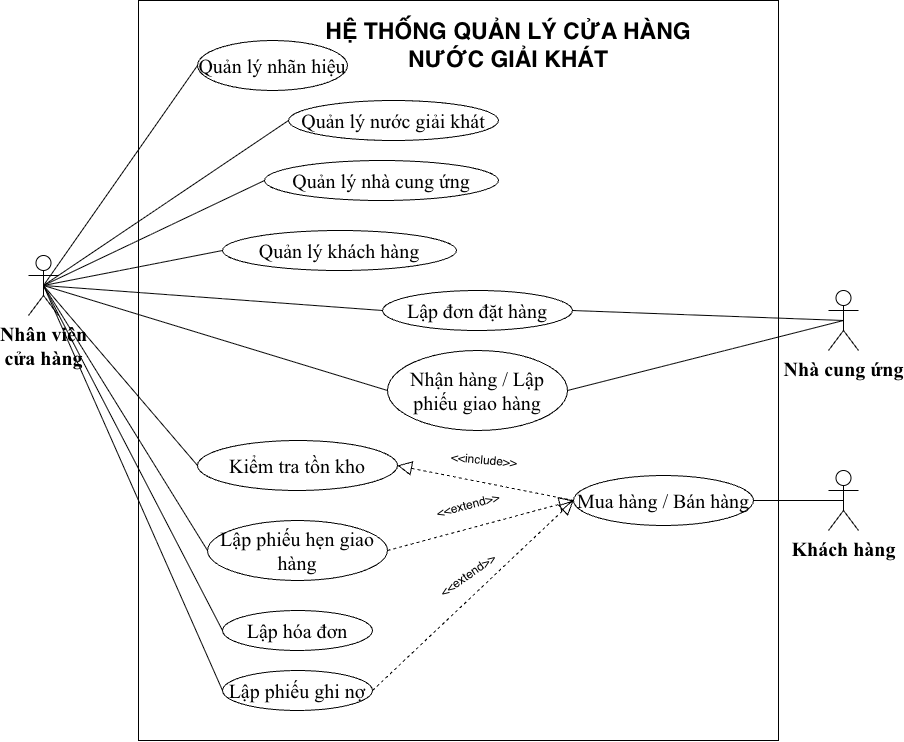 HỆ THỐNG QUẢN LÝ CỬA HÀNG
NƯỚC GIẢI KHÁT
Quản lý nhãn hiệu
Quản lý nước giải khát
Quản lý nhà cung ứng
Quản lý khách hàng
Lập đơn đặt hàng
Nhân viên
cửa hàng
Nhà cung ứng
Nhận hàng / Lập
phiếu giao hàng
<<include>>
Kiểm tra tồn kho
<<extend>>
Mua hàng / Bán hàng
Khách hàng
Lập phiếu hẹn giao
hàng
<<extend>>
Lập hóa đơn
Lập phiếu ghi nợ